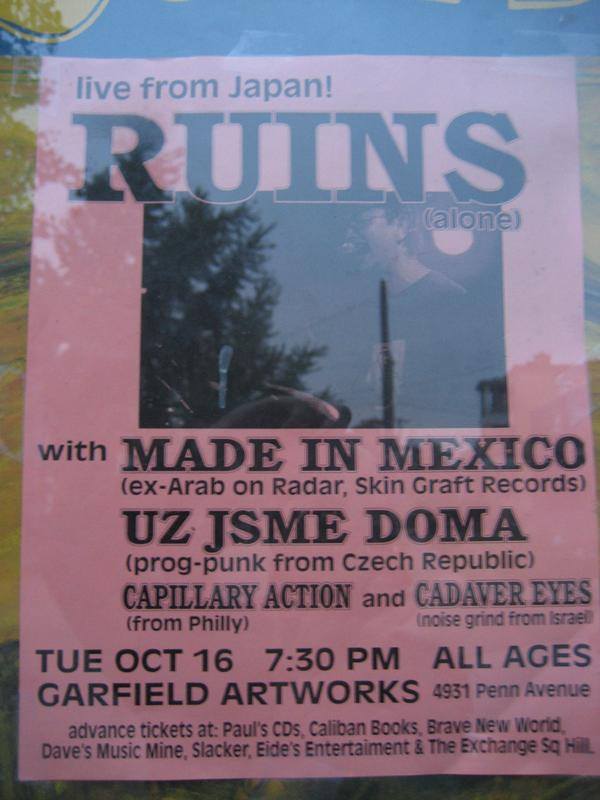 live from Japan!
RUINS
(alone)
with MADE IN MEXICO
(ex-Arab on Radar, Skin Graft Records)
UZ JSME DOMA
(prog-punk from Czech Republic)
CAPILLARY ACTION and CADAVER EYES
(from Philly) (noise grind from Israel)
TUE OCT 16 7:30 PM ALL AGES
GARFIELD ARTWORKS 4931 Penn Avenue
advance tickets at: Paul's CDs, Caliban Books, Brave New World,
Dave's Music Mine, Slacker, Eide's Entertaiment & The Exchange Sq Hill.